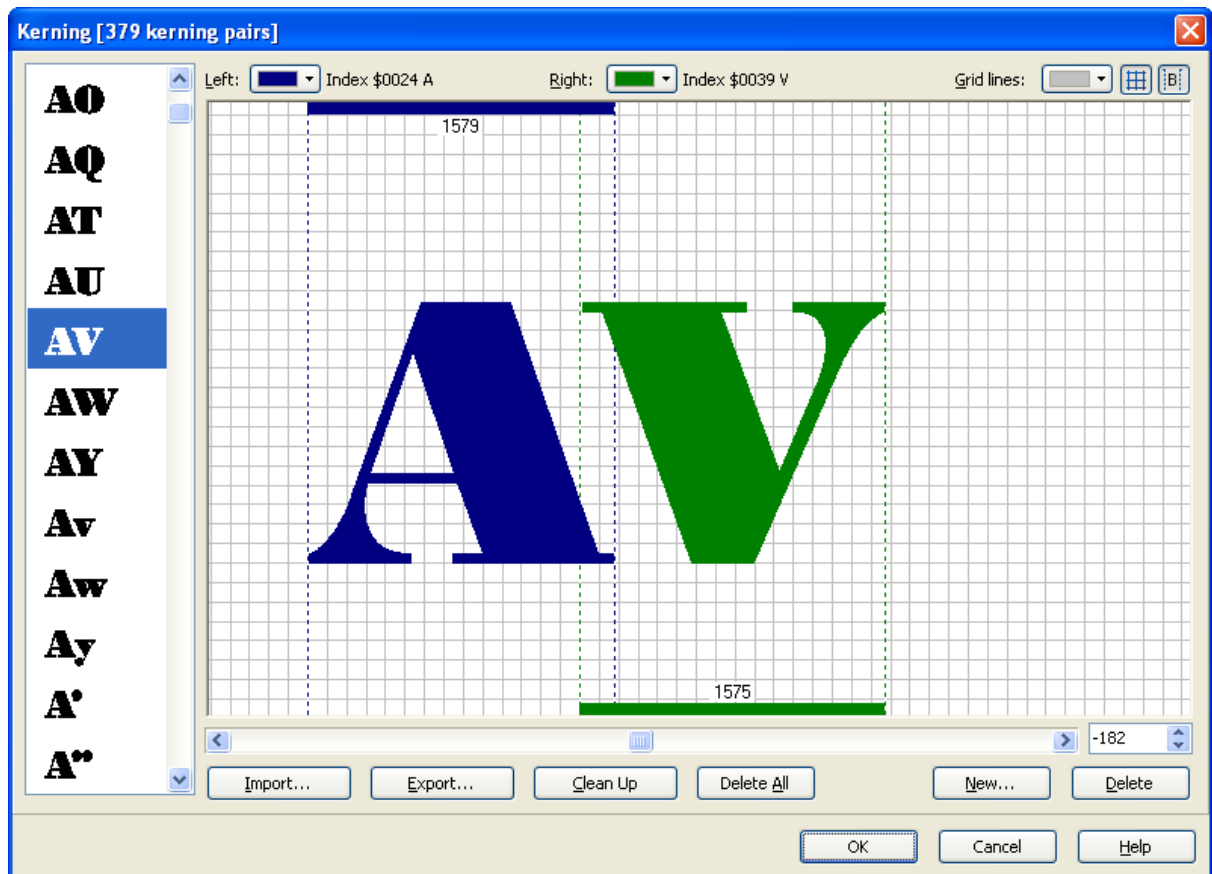 Kerning [379 kerning pairs]
Left: Index $0024 A Right: Index $0039 V Grid lines: B
AO
AQ
AT
AU
AV
AW
AY
Av
Aw
Ay
A’
A”
1579
AV
1575
-182
Import... Export... Clean Up Delete All New... Delete
OK Cancel Help